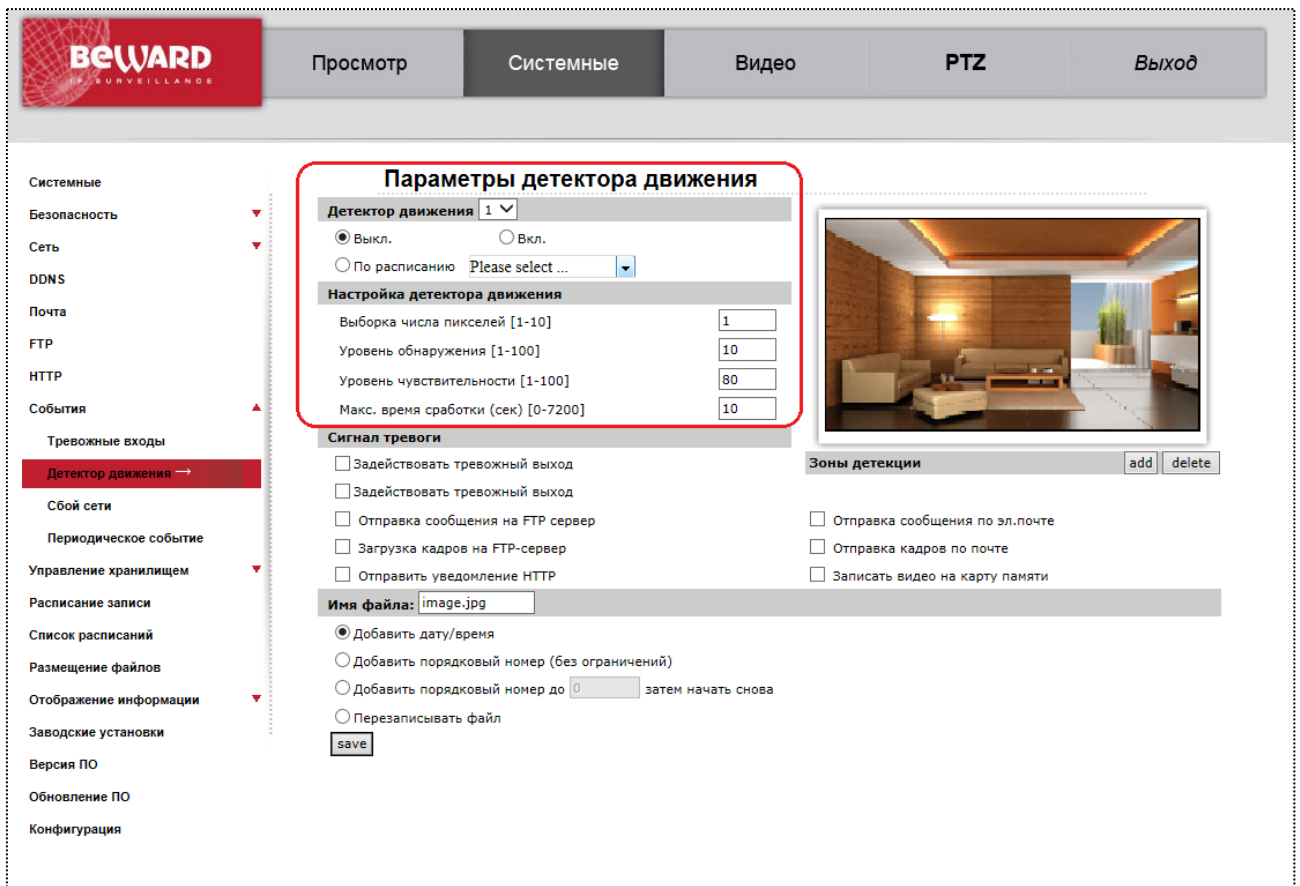 BEWARD
IP SURVEILLANCE
Просмотр
Системные
Видео
PTZ
Выход
Системные
Безопасность
Сеть
DDNS
Почта
FTP
HTTP
События
Тревожные входы
Детектор движения →
Сбой сети
Периодическое событие
Управление хранилищем
Расписание записи
Список расписаний
Размещение файлов
Отображение информации
Заводские установки
Версия ПО
Обновление ПО
Конфигурация
Параметры детектора движения
Детектор движения 1
Выкл. Вкл.
По расписанию Please select ...
Настройка детектора движения
Выборка числа пикселей [1-10] 1
Уровень обнаружения [1-100] 10
Уровень чувствительности [1-100] 80
Макс. время сработки (сек) [0-7200] 10
Сигнал тревоги
Задействовать тревожный выход
Зоны детекции add delete
Задействовать тревожный выход
Отправка сообщения на FTP сервер Отправка сообщения по эл.почте
Загрузка кадров на FTP-сервер Отправка кадров по почте
Отправить уведомление HTTP Записать видео на карту памяти
Имя файла: image.jpg
Добавить дату/время
Добавить порядковый номер (без ограничений)
Добавить порядковый номер до 0 затем начать снова
Перезаписывать файл
save